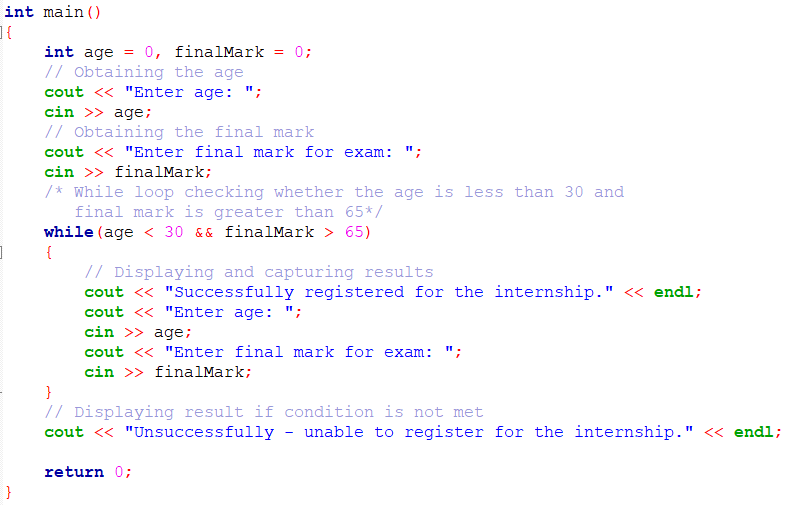 int main()
{
    int age = 0, finalMark = 0;
    // Obtaining the age
    cout << "Enter age: ";
    cin >> age;
    // Obtaining the final mark
    cout << "Enter final mark for exam: ";
    cin >> finalMark;
    /* While loop checking whether the age is less than 30 and
       final mark is greater than 65*/
    while(age < 30 && finalMark > 65)
    {
        // Displaying and capturing results
        cout << "Successfully registered for the internship." << endl;
        cout << "Enter age: ";
        cin >> age;
        cout << "Enter final mark for exam: ";
        cin >> finalMark;
    }
    // Displaying result if condition is not met
    cout << "Unsuccessfully - unable to register for the internship." << endl;
    return 0;
}